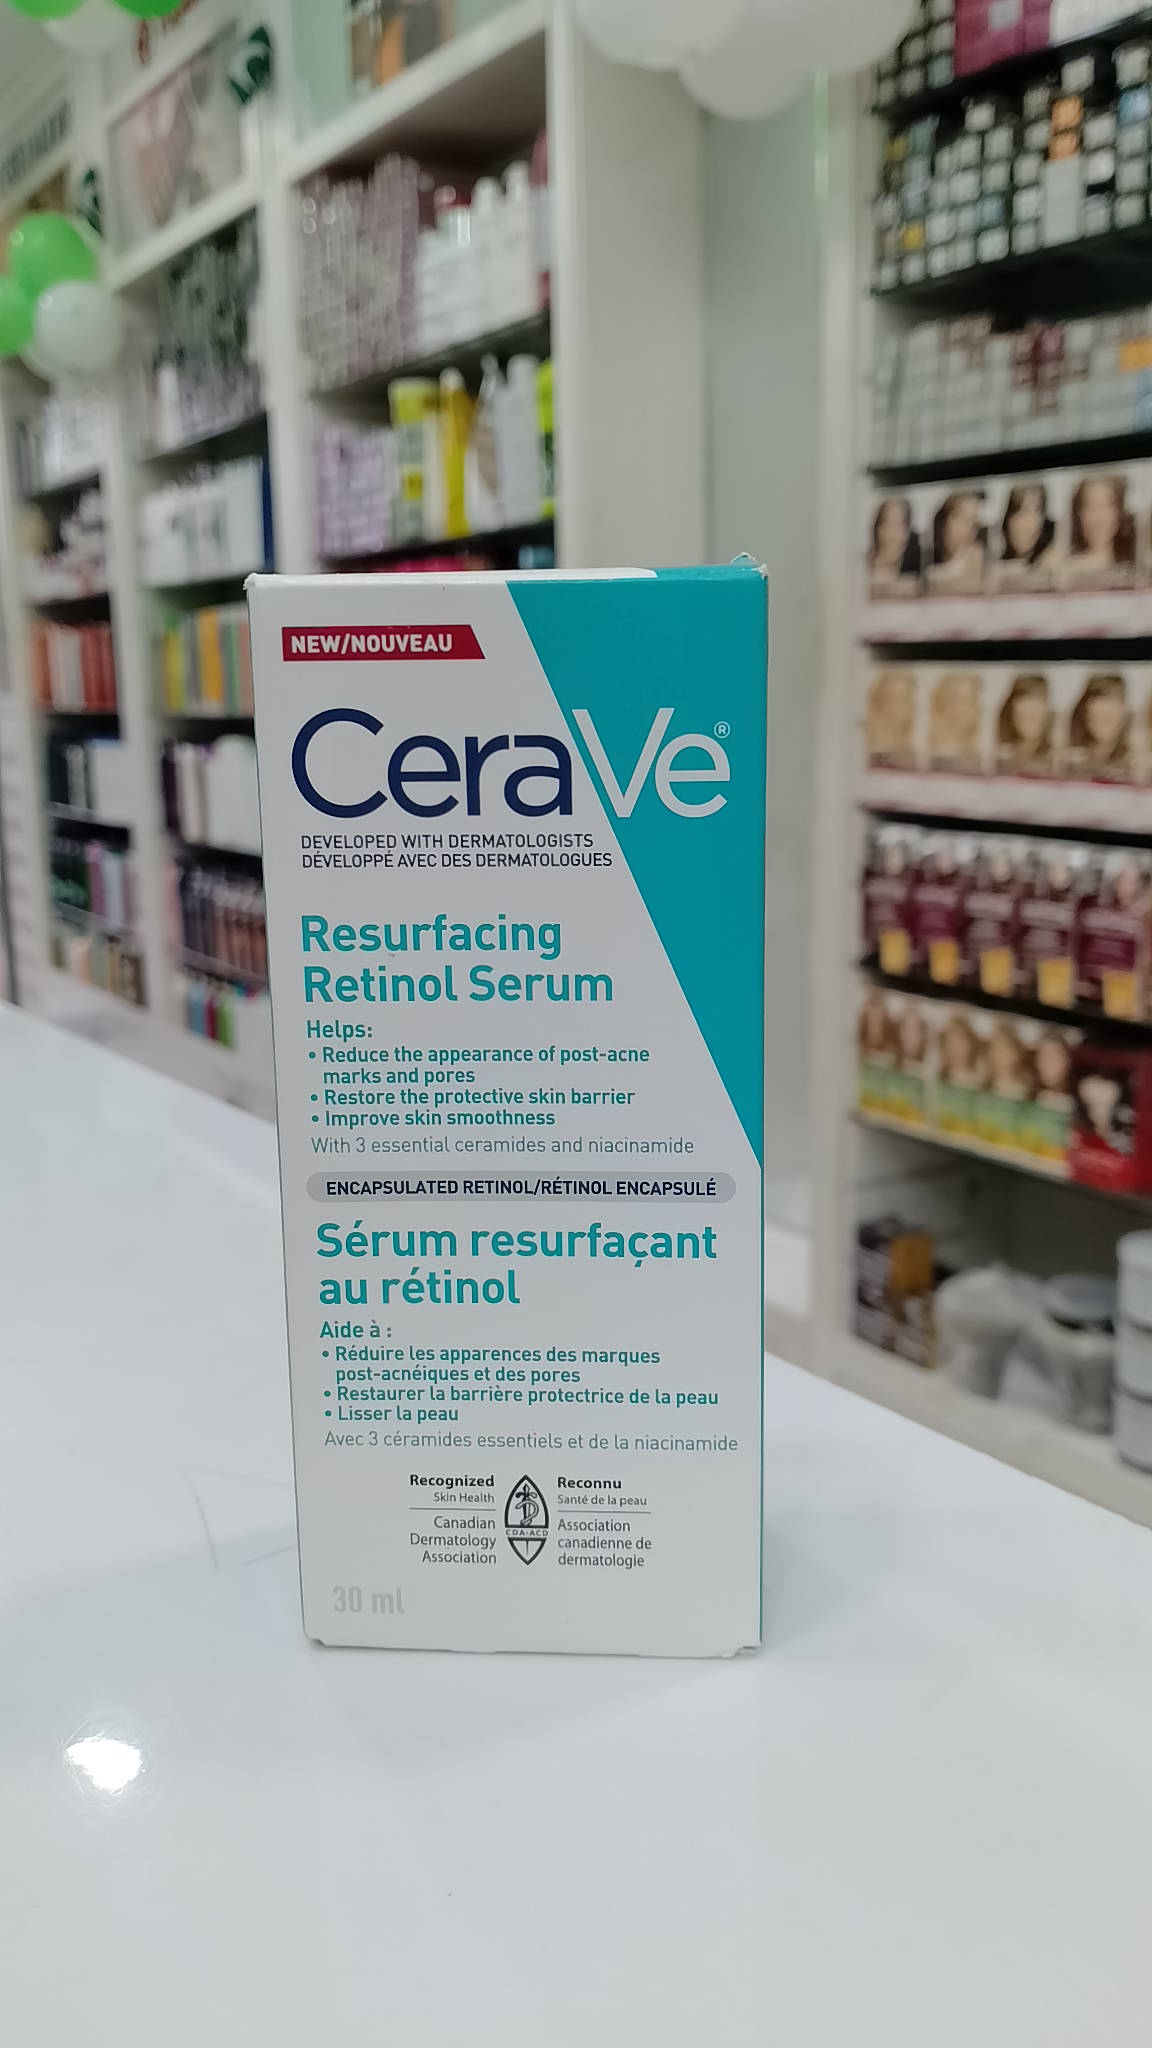 NEW/NOUVEAU
CeraVe®
DEVELOPED WITH DERMATOLOGISTS
DÉVELOPPÉ AVEC DES DERMATOLOGUES
Resurfacing
Retinol Serum
Helps:
• Reduce the appearance of post-acne
marks and pores
• Restore the protective skin barrier
• Improve skin smoothness
With 3 essential ceramides and niacinamide
ENCAPSULATED RETINOL/RÉTINOL ENCAPSULÉ
Sérum resurfaçant
au rétinol
Aide à :
• Réduire les apparences des marques
post-acnéiques et des pores
• Restaurer la barrière protectrice de la peau
• Lisser la peau
Avec 3 céramides essentiels et de la niacinamide
Recognized
Skin Health
Canadian
Dermatology
Association
CDA-ACD
Reconnu
Santé de la peau
Association
canadienne de
dermatologie
30 ml